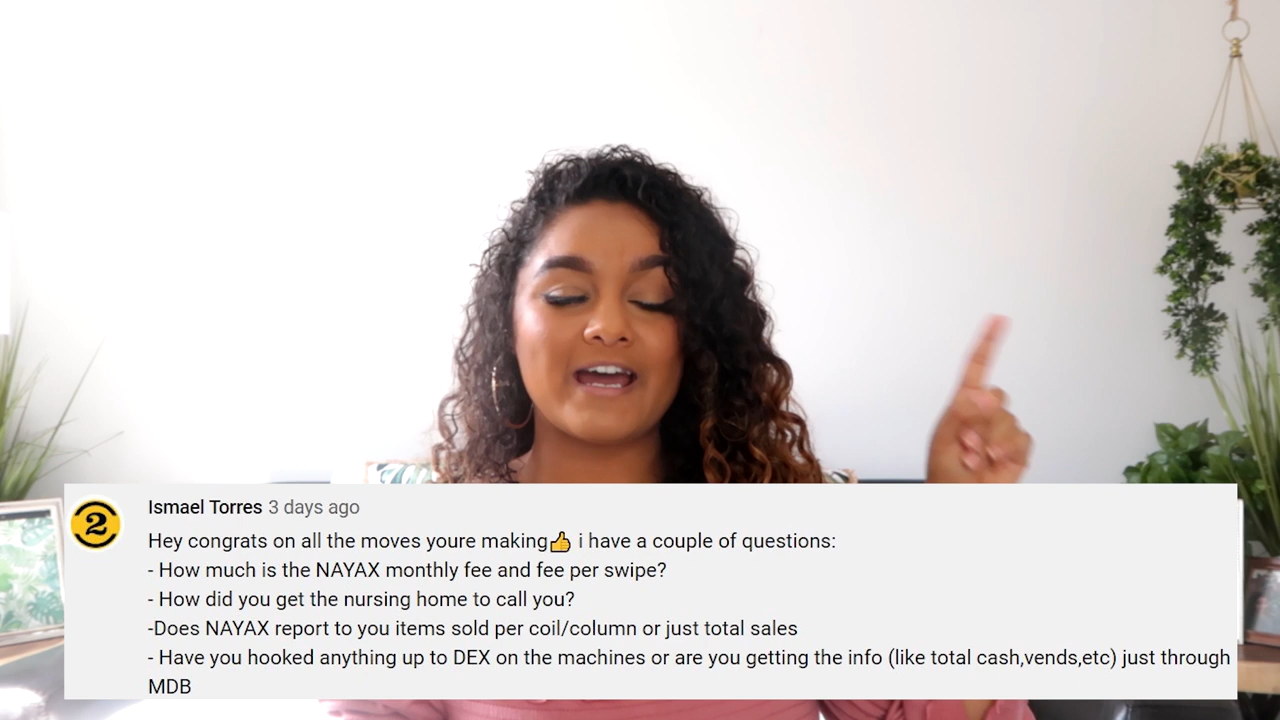 2
Ismael Torres 3 days ago
Hey congrats on all the moves youre making👍 i have a couple of questions:
- How much is the NAYAX monthly fee and fee per swipe?
- How did you get the nursing home to call you?
-Does NAYAX report to you items sold per coil/column or just total sales
- Have you hooked anything up to DEX on the machines or are you getting the info (like total cash,vends,etc) just through
MDB